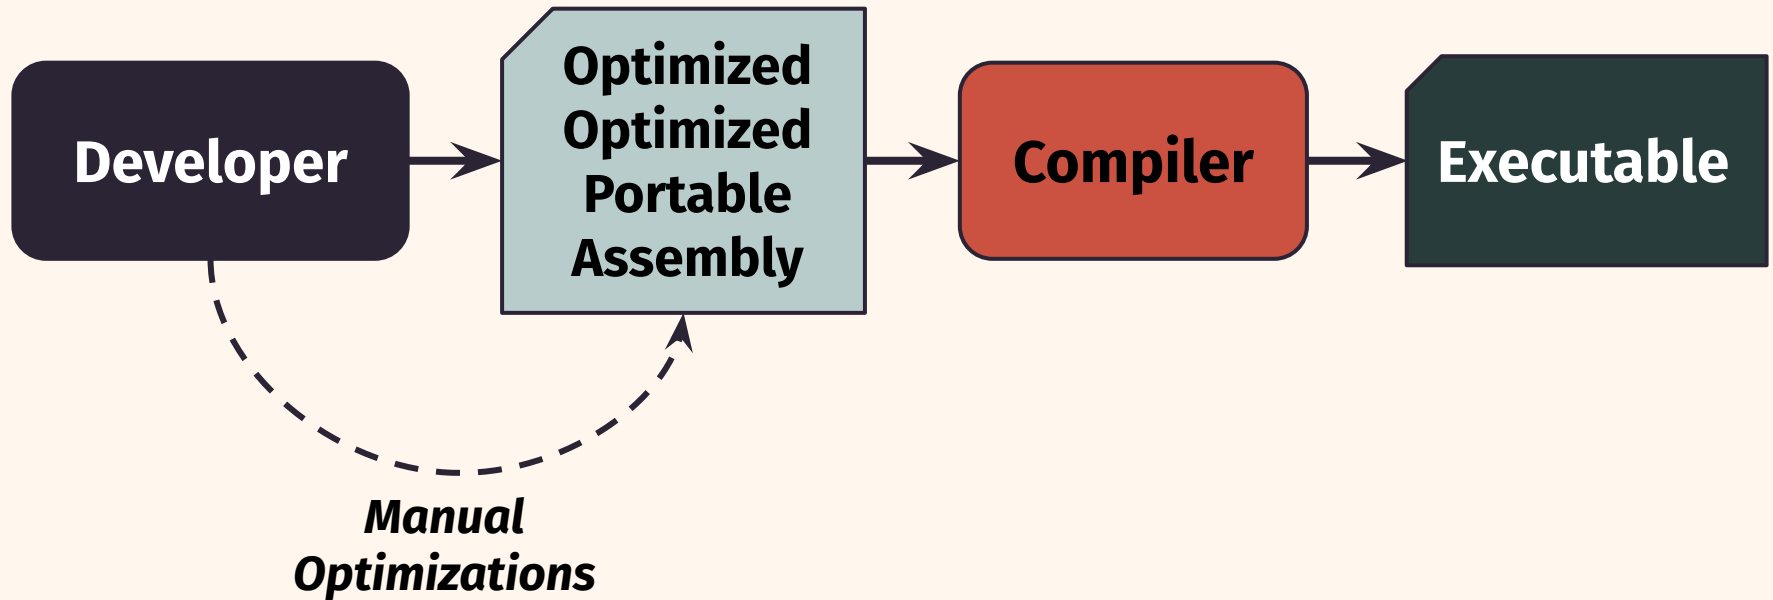 Developer
Optimized
Optimized
Portable
Assembly
Compiler
Executable
Manual
Optimizations